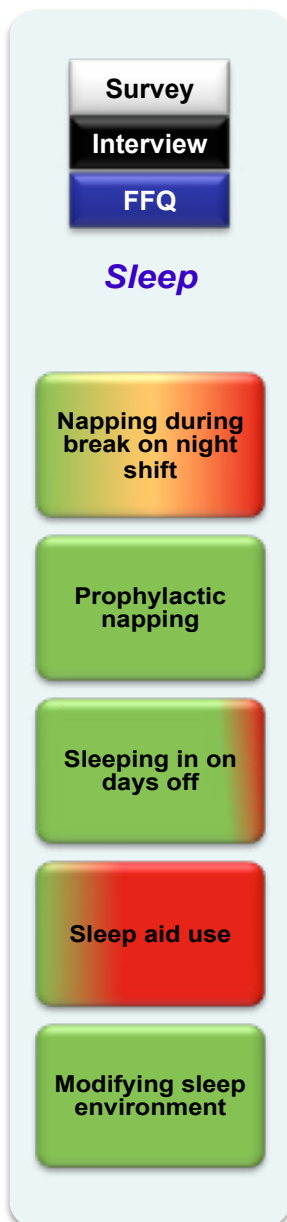 Survey
Interview
FFQ
Sleep
Napping during
break on night
shift
Prophylactic
napping
Sleeping in on
days off
Sleep aid use
Modifying sleep
environment